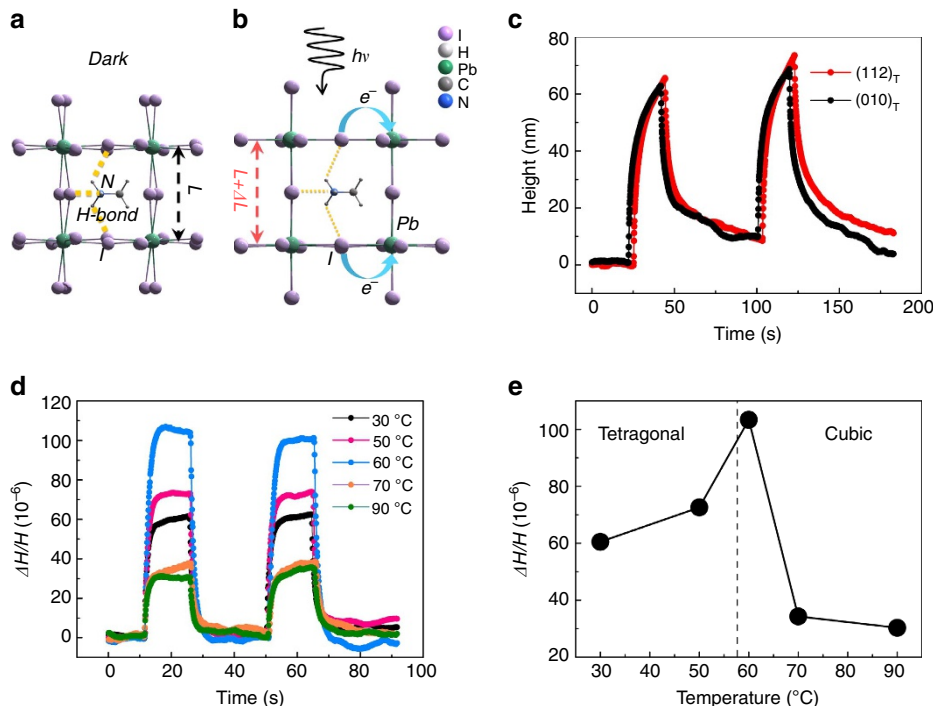 a
Dark
N
H-bond
I
L
b
hν
e−
L+ΔL
Pb
I
e−
I
H
Pb
C
N
c
Height (nm)
80
60
40
20
0
0 50 100 150 200
Time (s)
(112)T
(010)T
d
ΔH/H (10−6)
120
100
80
60
40
20
0
0 20 40 60 80 100
Time (s)
30 °C
50 °C
60 °C
70 °C
90 °C
e
ΔH/H (10−6)
100
80
60
40
20
Tetragonal Cubic
30 40 50 60 70 80 90
Temperature (°C)